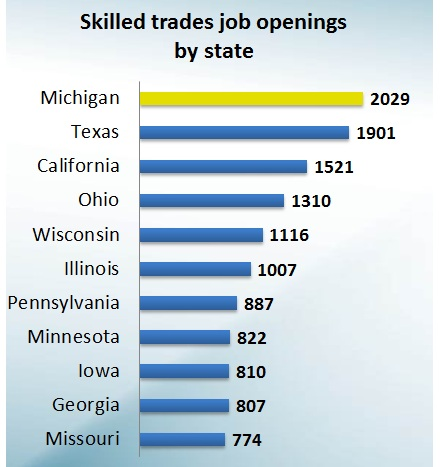 Skilled trades job openings
by state
Michigan 2029
Texas 1901
California 1521
Ohio 1310
Wisconsin 1116
Illinois 1007
Pennsylvania 887
Minnesota 822
Iowa 810
Georgia 807
Missouri 774